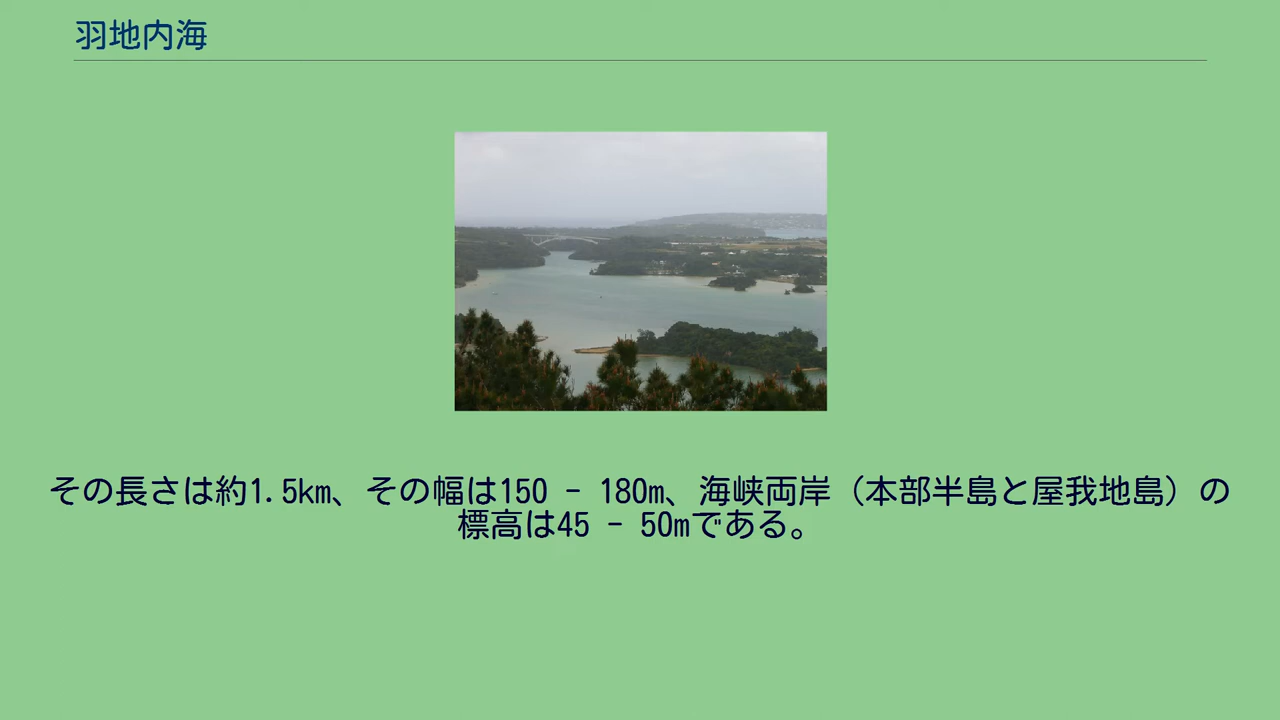 羽地内海
その長さは約1.5km、その幅は150 - 180m、海峡両岸（本部半島と屋我地島）の
標高は45 - 50mである。